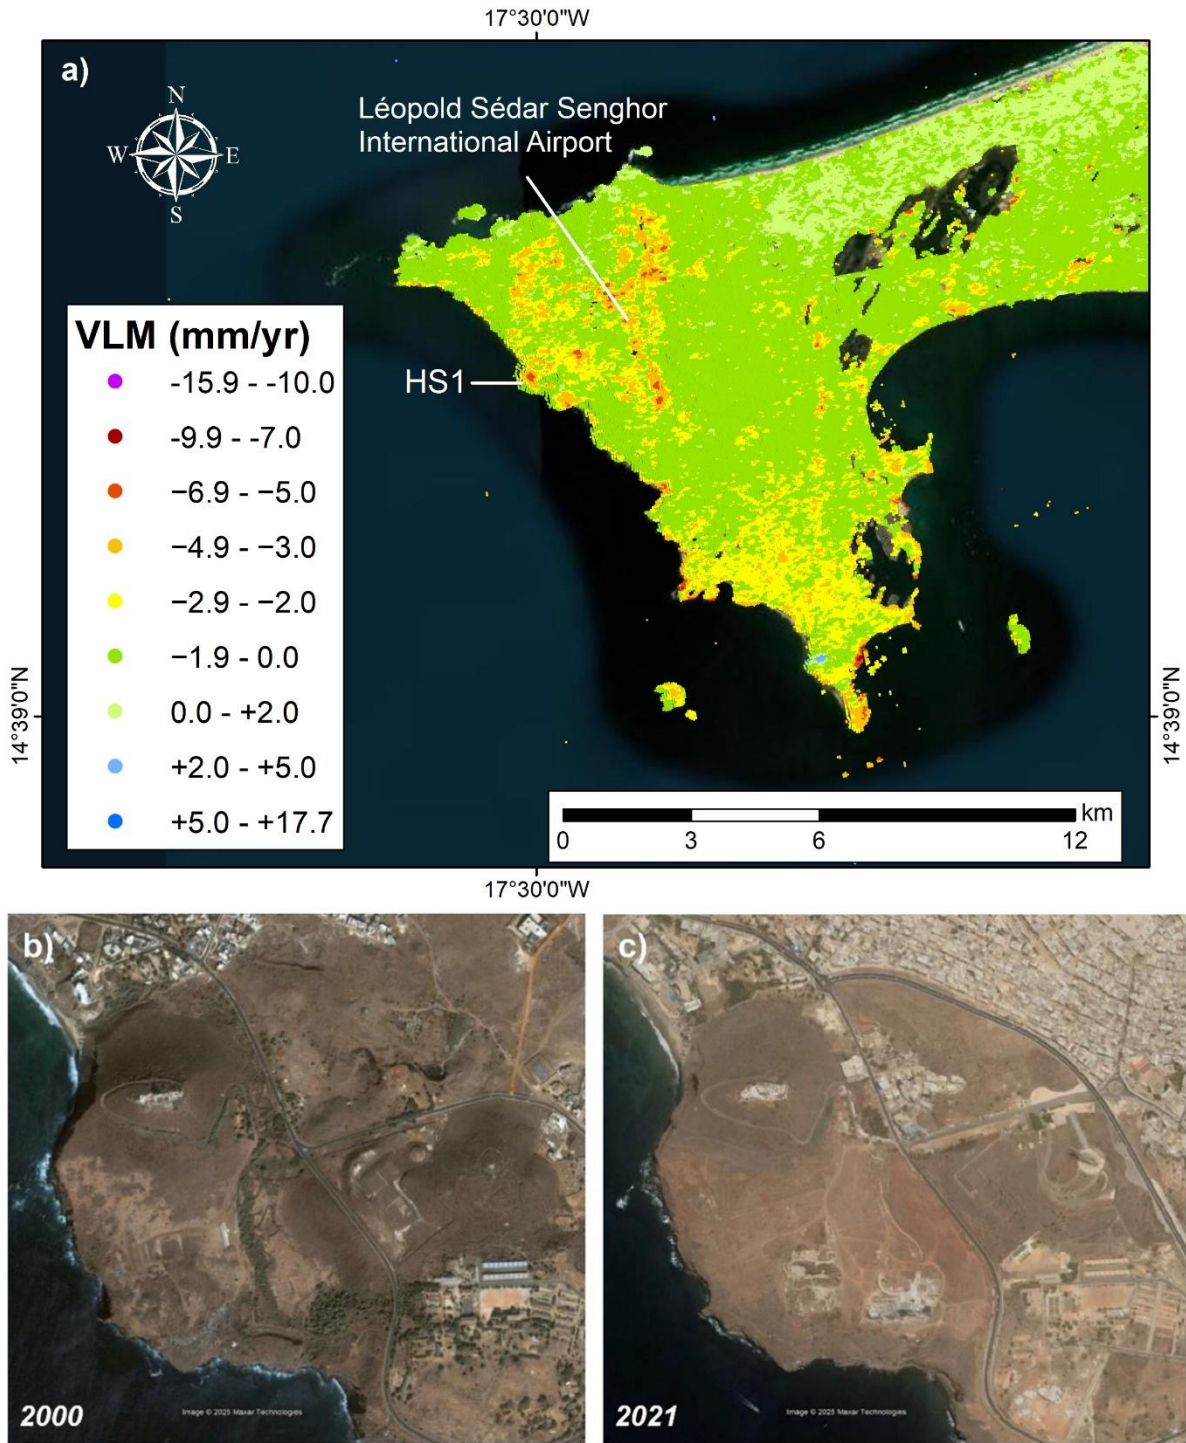 17°30'0"W
a)
N
W E
S
Léopold Sédar Senghor
International Airport
HS1
VLM (mm/yr)
-15.9 - -10.0
-9.9 - -7.0
−6.9 - −5.0
−4.9 - −3.0
−2.9 - −2.0
−1.9 - 0.0
0.0 - +2.0
+2.0 - +5.0
+5.0 - +17.7
14°39'0"N
14°39'0"N
km
0 3 6 12
17°30'0"W
b)
2000
Image © 2025 Maxar Technologies
c)
2021
Image © 2025 Maxar Technologies